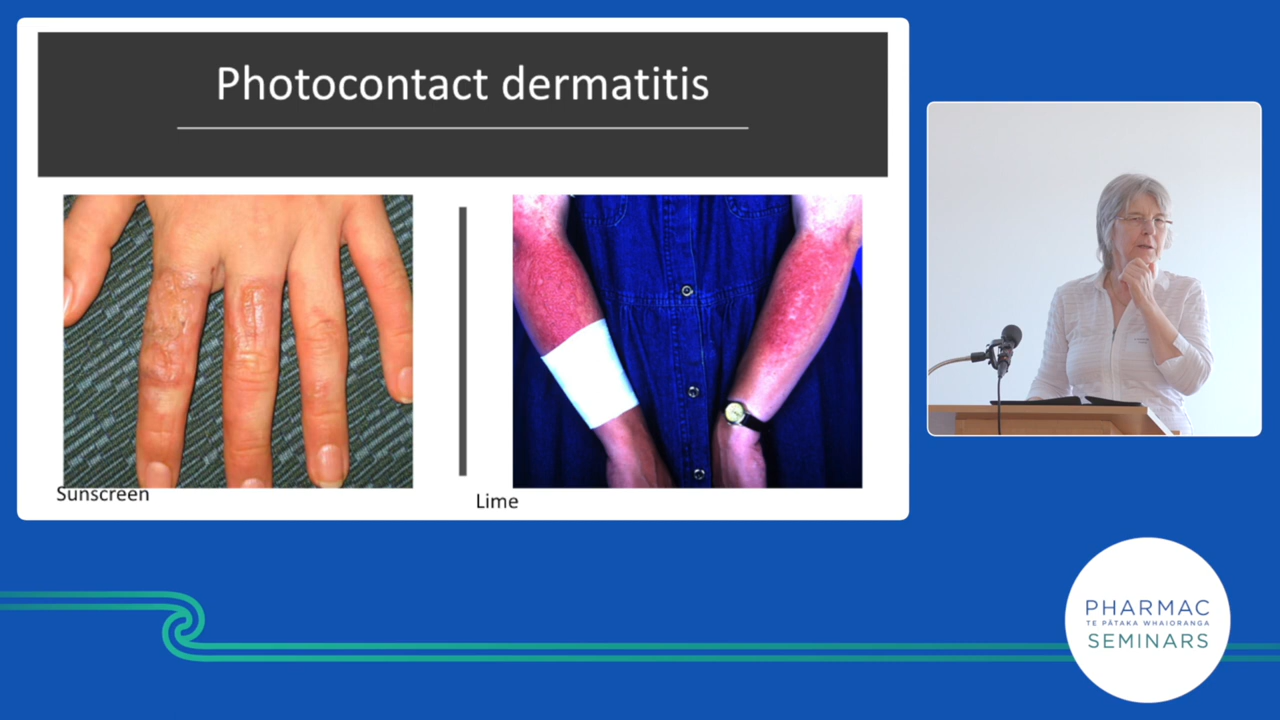 Photocontact dermatitis
Sunscreen
Lime
PHARMAC
TE PĀTAKA WHAIORANGA
SEMINARS